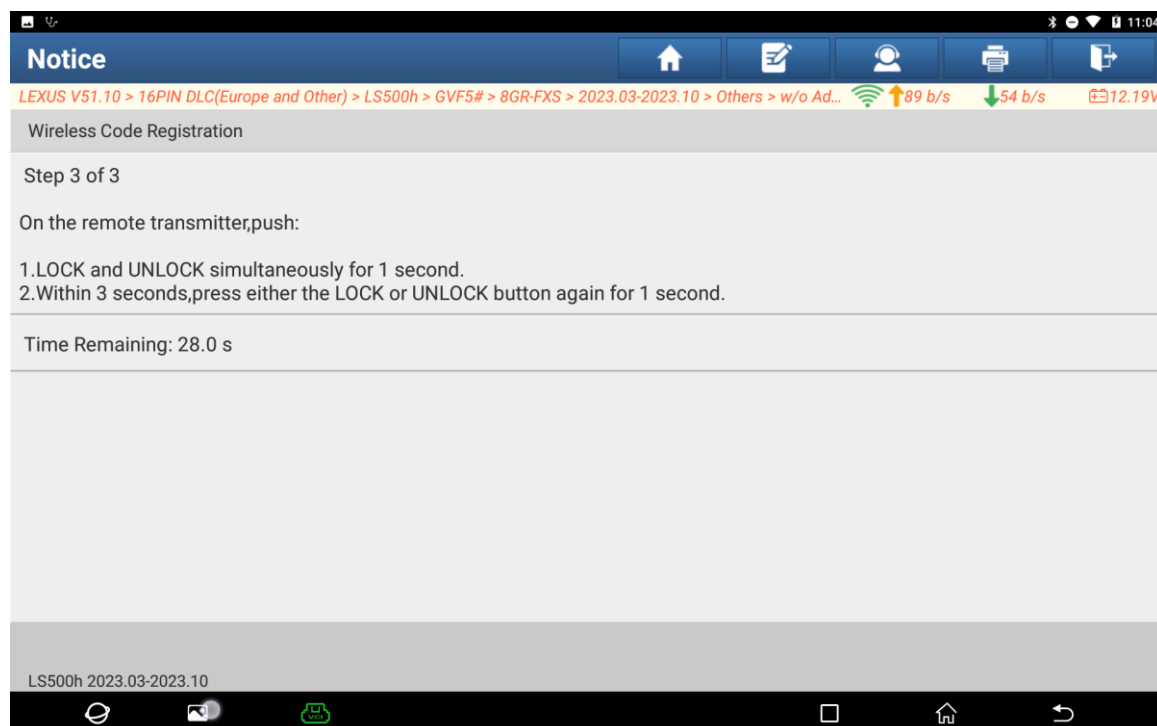 11:04
Notice
LEXUS V51.10 > 16PIN DLC(Europe and Other) > LS500h > GVF5# > 8GR-FXS > 2023.03-2023.10 > Others > w/o Ad... 89 b/s 54 b/s 12.19V
Wireless Code Registration
Step 3 of 3
On the remote transmitter,push:
1.LOCK and UNLOCK simultaneously for 1 second.
2.Within 3 seconds,press either the LOCK or UNLOCK button again for 1 second.
Time Remaining: 28.0 s
LS500h 2023.03-2023.10
VCI